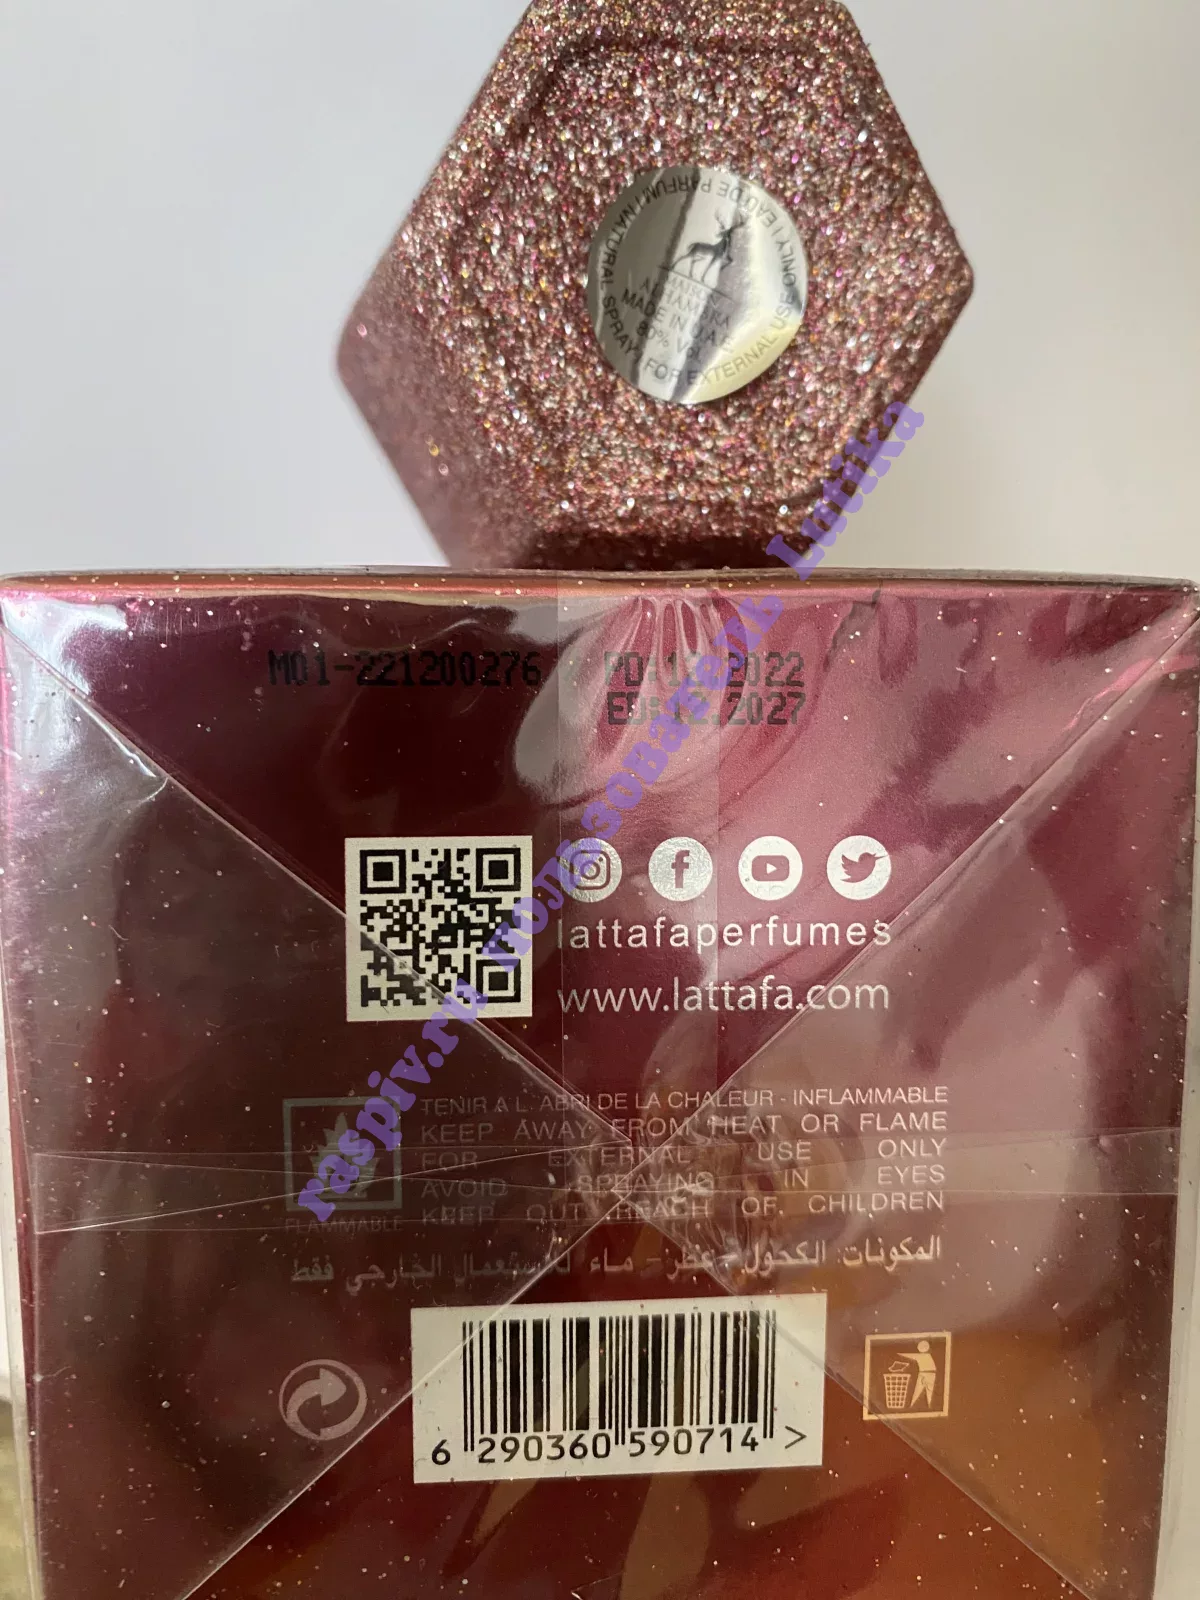 EAU DE PARFUM | NATURAL SPRAY | FOR EXTERNAL USE ONLY |
MAISON
ALHAMBRA
MADE IN U.A.E.
80% VOL
M01-221200276 PD:12.2022
ED:12.2027
lattafaperfumes
www.lattafa.com
TENIR A L'ABRI DE LA CHALEUR - INFLAMMABLE
KEEP AWAY FROM HEAT OR FLAME
FOR EXTERNAL USE ONLY
AVOID SPRAYING IN EYES
KEEP OUT REACH OF CHILDREN
FLAMMABLE
المكونات: الكحول - عطر - ماء للاستعمال الخارجي فقط
6 290360 590714 >
raspiv.ru пользователь Lutika